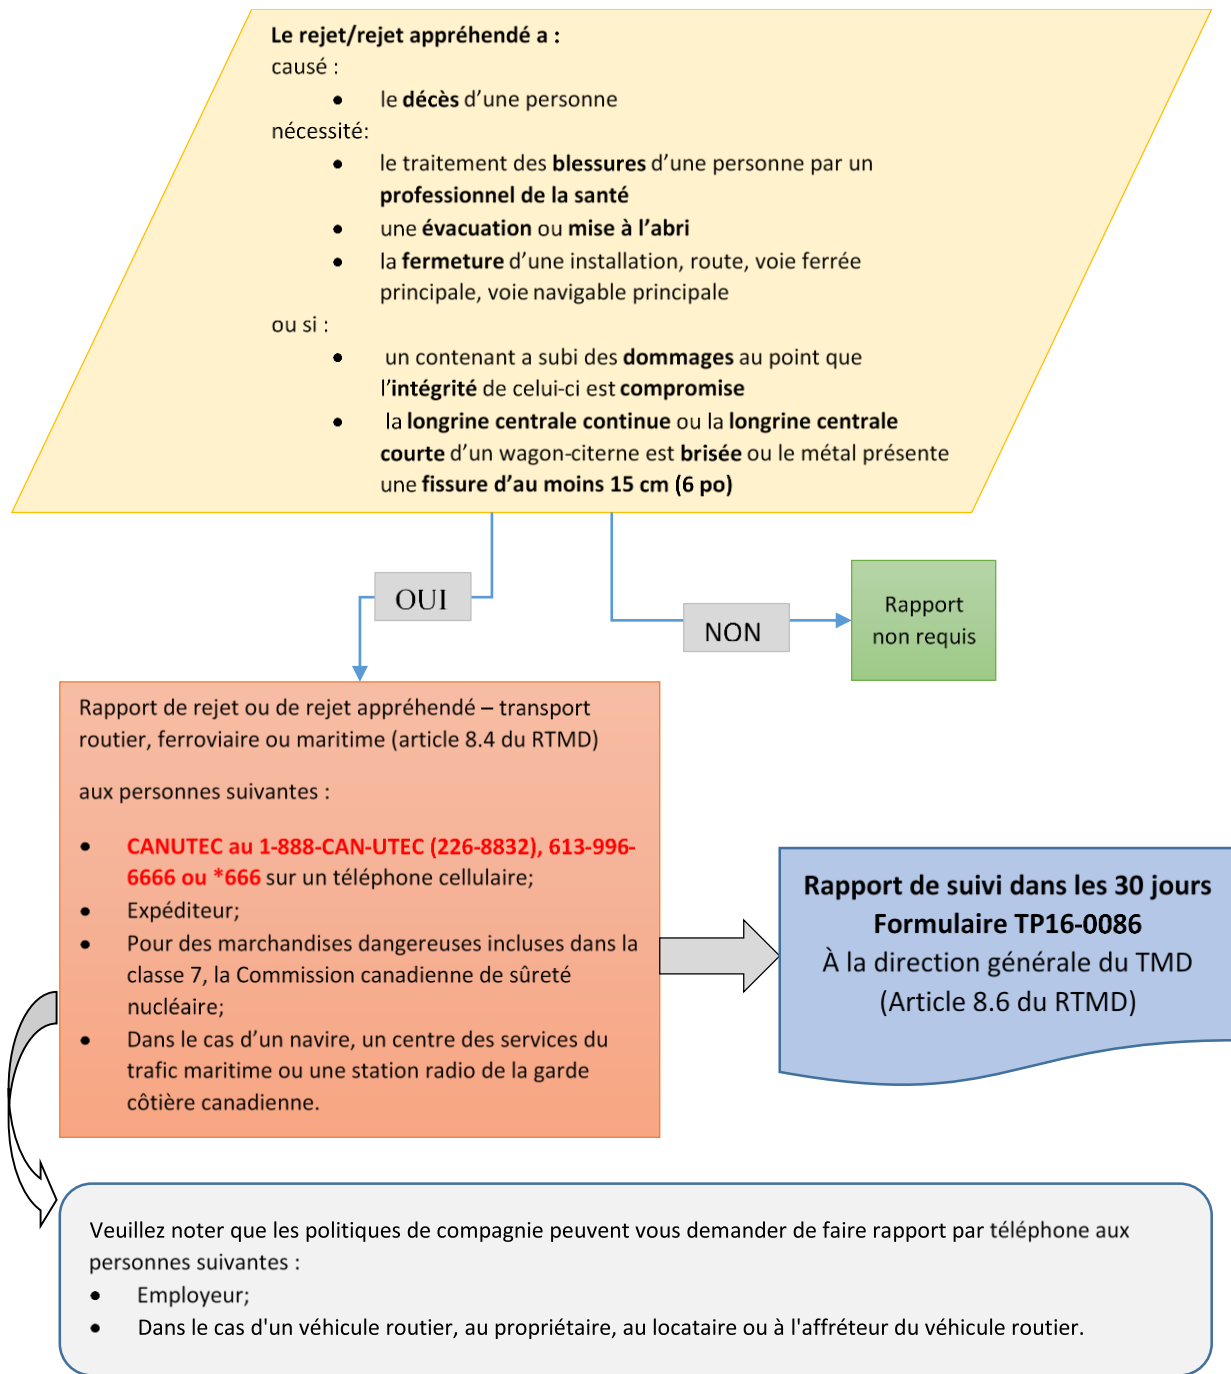 Le rejet/rejet appréhendé a :
causé :
• le décès d'une personne
nécessité:
• le traitement des blessures d'une personne par un
professionnel de la santé
• une évacuation ou mise à l'abri
• la fermeture d'une installation, route, voie ferrée
principale, voie navigable principale
ou si :
• un contenant a subi des dommages au point que
l'intégrité de celui-ci est compromise
• la longrine centrale continue ou la longrine centrale
courte d'un wagon-citerne est brisée ou le métal présente
une fissure d'au moins 15 cm (6 po)
OUI
NON
Rapport
non requis
Rapport de rejet ou de rejet appréhendé – transport
routier, ferroviaire ou maritime (article 8.4 du RTMD)
aux personnes suivantes :
• CANUTEC au 1-888-CAN-UTEC (226-8832), 613-996-
6666 ou *666 sur un téléphone cellulaire;
• Expéditeur;
• Pour des marchandises dangereuses incluses dans la
classe 7, la Commission canadienne de sûreté
nucléaire;
• Dans le cas d'un navire, un centre des services du
trafic maritime ou une station radio de la garde
côtière canadienne.
Rapport de suivi dans les 30 jours
Formulaire TP16-0086
À la direction générale du TMD
(Article 8.6 du RTMD)
Veuillez noter que les politiques de compagnie peuvent vous demander de faire rapport par téléphone aux
personnes suivantes :
• Employeur;
• Dans le cas d'un véhicule routier, au propriétaire, au locataire ou à l'affréteur du véhicule routier.